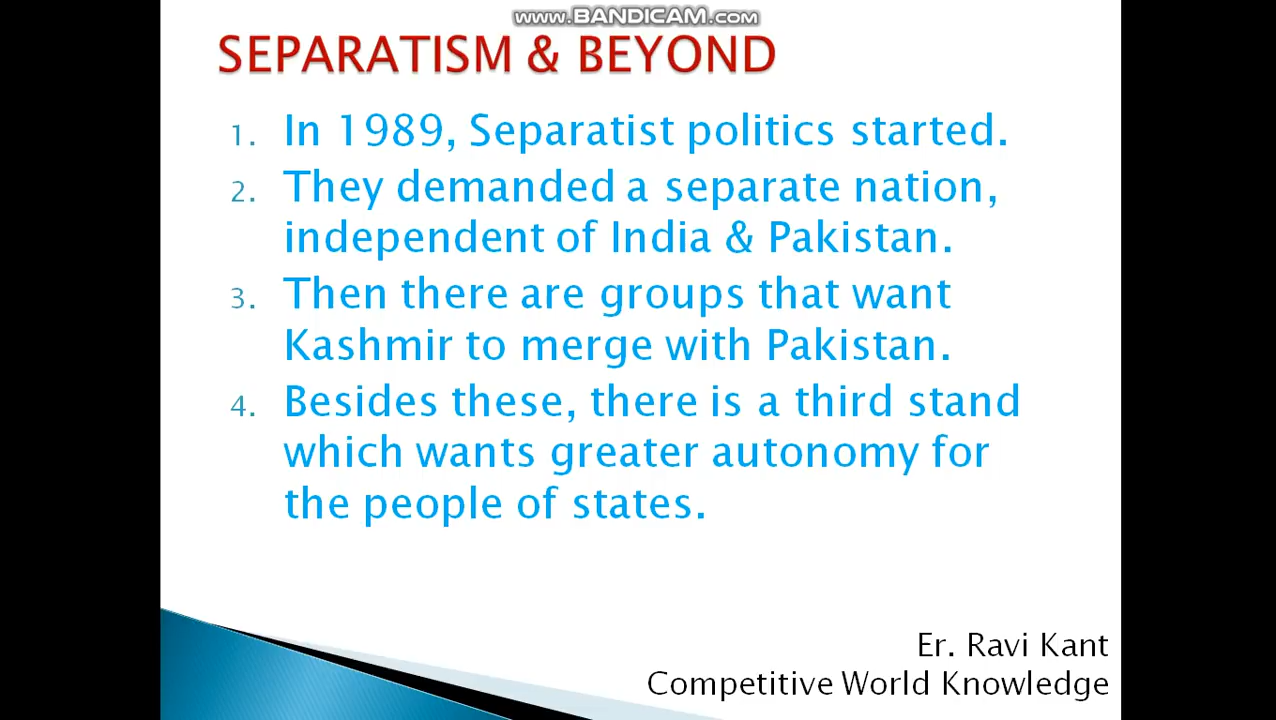 www.BANDICAM.com
SEPARATISM & BEYOND
1. In 1989, Separatist politics started.
2. They demanded a separate nation,
independent of India & Pakistan.
3. Then there are groups that want
Kashmir to merge with Pakistan.
4. Besides these, there is a third stand
which wants greater autonomy for
the people of states.
Er. Ravi Kant
Competitive World Knowledge